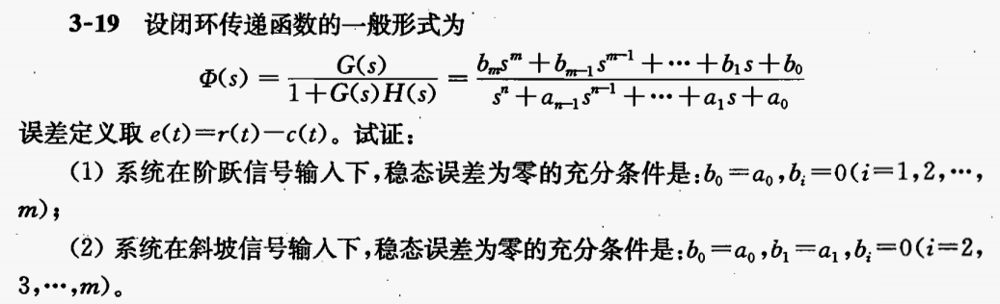 3-19 设闭环传递函数的一般形式为
Φ(s) = \frac{G(s)}{1+G(s)H(s)} = \frac{b_m s^m + b_{m-1} s^{m-1} + ⋯ + b_1 s + b_0}{s^n + a_{n-1} s^{n-1} + ⋯ + a_1 s + a_0}
误差定义取 e(t)=r(t)-c(t)。试证：
(1) 系统在阶跃信号输入下,稳态误差为零的充分条件是:b_0=a_0,b_i=0(i=1,2,⋯,
m);
(2) 系统在斜坡信号输入下,稳态误差为零的充分条件是:b_0=a_0,b_1=a_1,b_i=0(i=2,
3,⋯,m)。